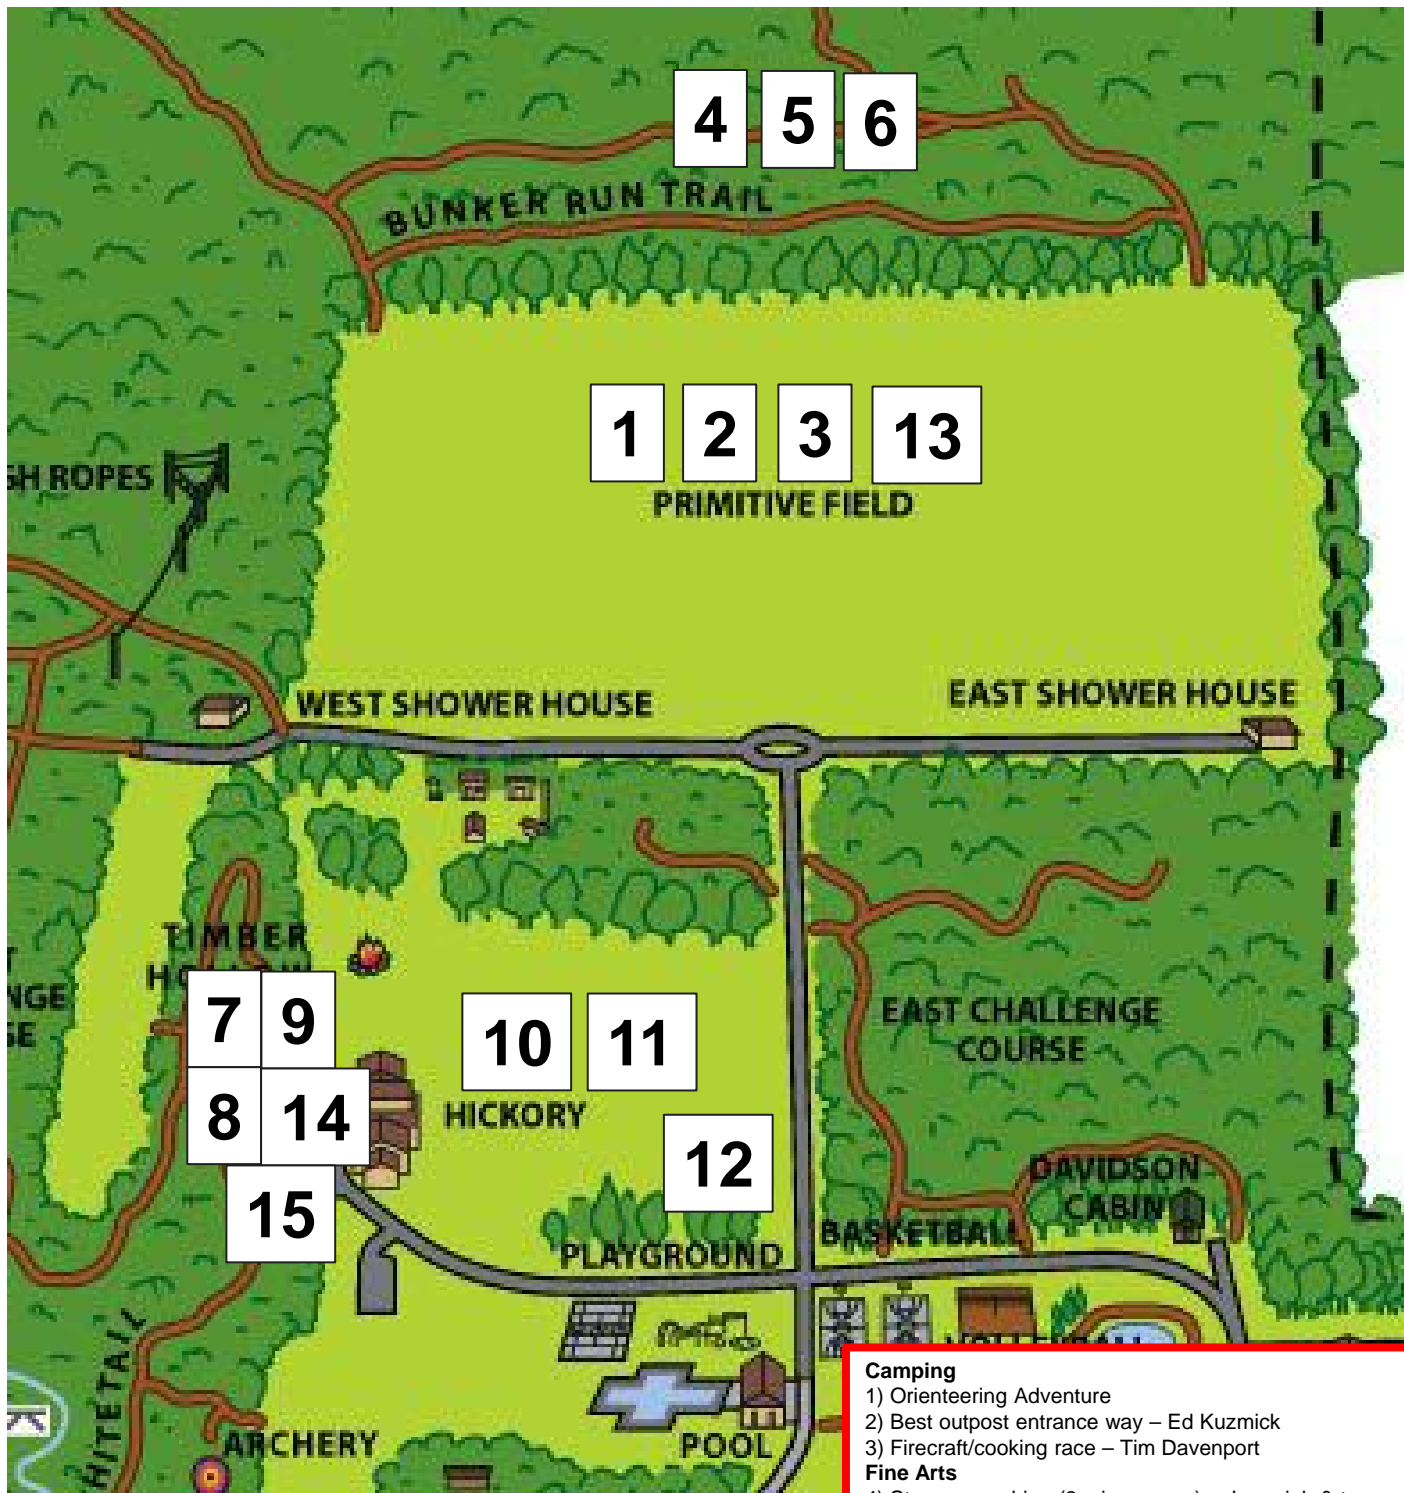 4 5 6
BUNKER RUN TRAIL
1 2 3 13
PRIMITIVE FIELD
GH ROPES
WEST SHOWER HOUSE
EAST SHOWER HOUSE
TIMBER
7 9
10 11
EAST CHALLENGE
COURSE
8 14
HICKORY
12
DAVIDSON
CABIN
15
PLAYGROUND
BASKETBALL
HITETAIL
ARCHERY
POOL
Camping
1) Orienteering Adventure
2) Best outpost entrance way – Ed Kuzmick
3) Firecraft/cooking race – Tim Davenport
Fine Arts